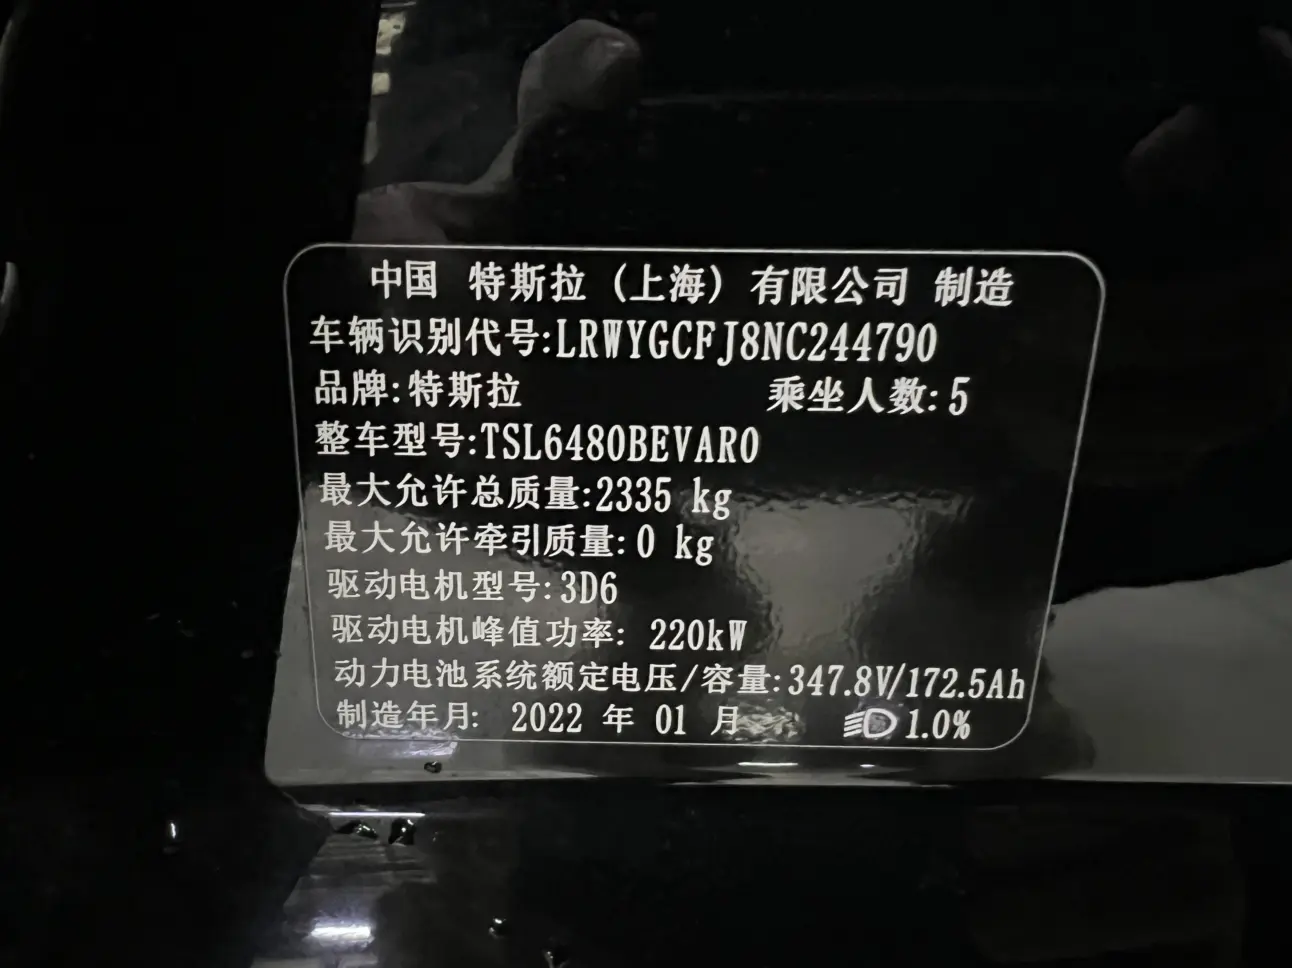 中国 特斯拉 (上海) 有限公司 制造
车辆识别代号:LRWYGCFJ8NC244790
品牌:特斯拉 乘坐人数:5
整车型号:TSL6480BEVAR0
最大允许总质量:2335 kg
最大允许牵引质量:0 kg
驱动电机型号:3D6
驱动电机峰值功率: 220kW
动力电池系统额定电压/容量:347.8V/172.5Ah
制造年月: 2022 年 01 月 1.0%